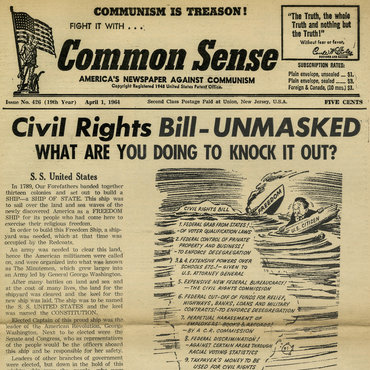 COMMUNISM IS TREASON!
FIGHT IT WITH . . .
Common Sense
AMERICA'S NEWSPAPER AGAINST COMMUNISM
Copyright Registered 1948 United States Patent Office.
"The Truth, the whole
Truth and nothing but
the Truth!"
Without fear or favor,
SUBSCRIPTION RATES:
Plain envelope, unsealed ... $1.
Plain envelope, sealed ... $3.
Foreign & Canada, (10 mos.) $3.
Issue No. 426 (19th Year) April 1, 1964 Second Class Postage Paid at Union, New Jersey, U.S.A. FIVE CENTS
Civil Rights Bill – UNMASKED
WHAT ARE YOU DOING TO KNOCK IT OUT?
S. S. United States
In 1789, Our Forefathers banded together
thirteen colonies and set out to build a
SHIP—a SHIP OF STATE. This ship was
to sail over the land and sea waves of the
newly discovered America as a FREEDOM
SHIP for its people who had come here to
exercise their religious freedom.
In order to build this Freedom Ship, a ship-
yard was needed, which at that time was
occupied by the Redcoats.
An army was needed to clear this land,
hence the American militiamen were called
on, and were organized into what was known
as The Minutemen, which grew larger into
an Army led by General George Washington.
After many battles on land and sea and
at the cost of many lives, the land for the
shipyard was cleared and the keel for the
new ship was laid. The ship was to be named
S. S. UNITED STATES and the keel
was named the CONSTITUTION.
Elected Captain of this proud ship was the
leader of the American Revolution, George
Washington. Next to be elected were the
Senate and Congress, who as representatives
of the people would be the officers aboard
this ship and be responsible for her safety.
Leaders of other branches of government
were elected, but down in the hold of this
CIVIL RIGHTS BILL
FREEDOM
U.S. CITIZEN
1. FEDERAL GRAB FROM STATES!
–OF VOTER QUALIFICATION LAWS!
2. FEDERAL CONTROL OF PRIVATE
PROPERTY AND BUSINESS!
–TO ENFORCE DESEGREGATION
3 & 4. EXTENSIVE POWERS OVER
SCHOOLS ETC.! – GIVEN TO
U.S. ATTORNEY GENERAL!
5. EXPENSIVE NEW FEDERAL BUREAUCRACY!
–THE CIVIL RIGHTS COMMISSION
6. FEDERAL CUT-OFF OF FUNDS FOR RELIEF,
HIGHWAYS, BANKS, LOANS AND MILITARY
CONTRACTS!–TO ENFORCE DESEGREGATION
7. PERPETUAL HARASSMENT OF
EMPLOYERS!
–BY A C.R. COMMISSION
8. FEDERAL DISCRIMINATION!
–AGAINST CERTAIN AREAS THROUGH
RACIAL VOTING STATISTICS
9. TAXPAYER'S MONEY TO BE
USED FOR CIVIL RIGHTS